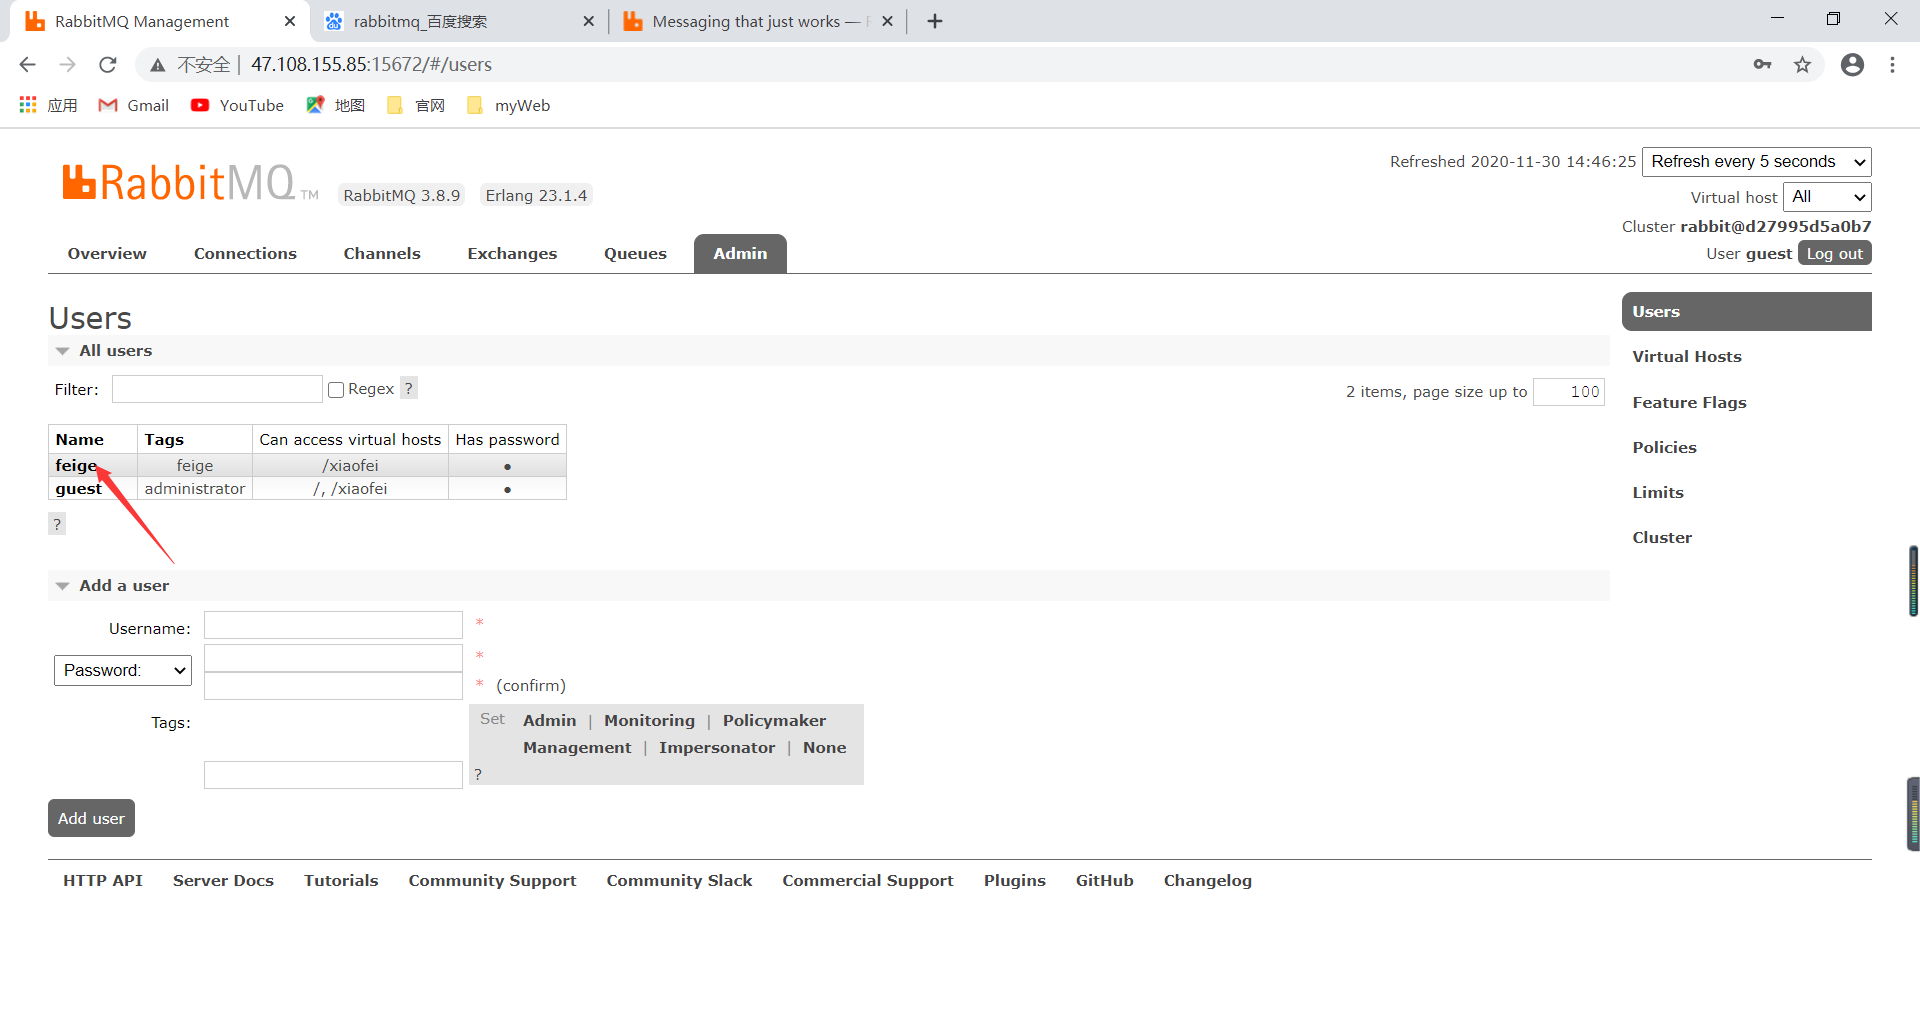 RabbitMQ Management
rabbitmq_百度搜索
Messaging that just works — R
不安全 | 47.108.155.85:15672/#/users
应用 Gmail YouTube 地图 官网 myWeb
RabbitMQ TM RabbitMQ 3.8.9 Erlang 23.1.4
Refreshed 2020-11-30 14:46:25 Refresh every 5 seconds
Virtual host All
Cluster rabbit@d27995d5a0b7
User guest Log out
Overview Connections Channels Exchanges Queues Admin
Users
All users
Filter: Regex ?
2 items, page size up to 100
Name Tags Can access virtual hosts Has password
feige feige /xiaofei ●
guest administrator /, /xiaofei ●
?
Add a user
Username: *
Password: *
* (confirm)
Tags:
Set Admin | Monitoring | Policymaker
Management | Impersonator | None
?
Add user
Users
Virtual Hosts
Feature Flags
Policies
Limits
Cluster
HTTP API Server Docs Tutorials Community Support Community Slack Commercial Support Plugins GitHub Changelog